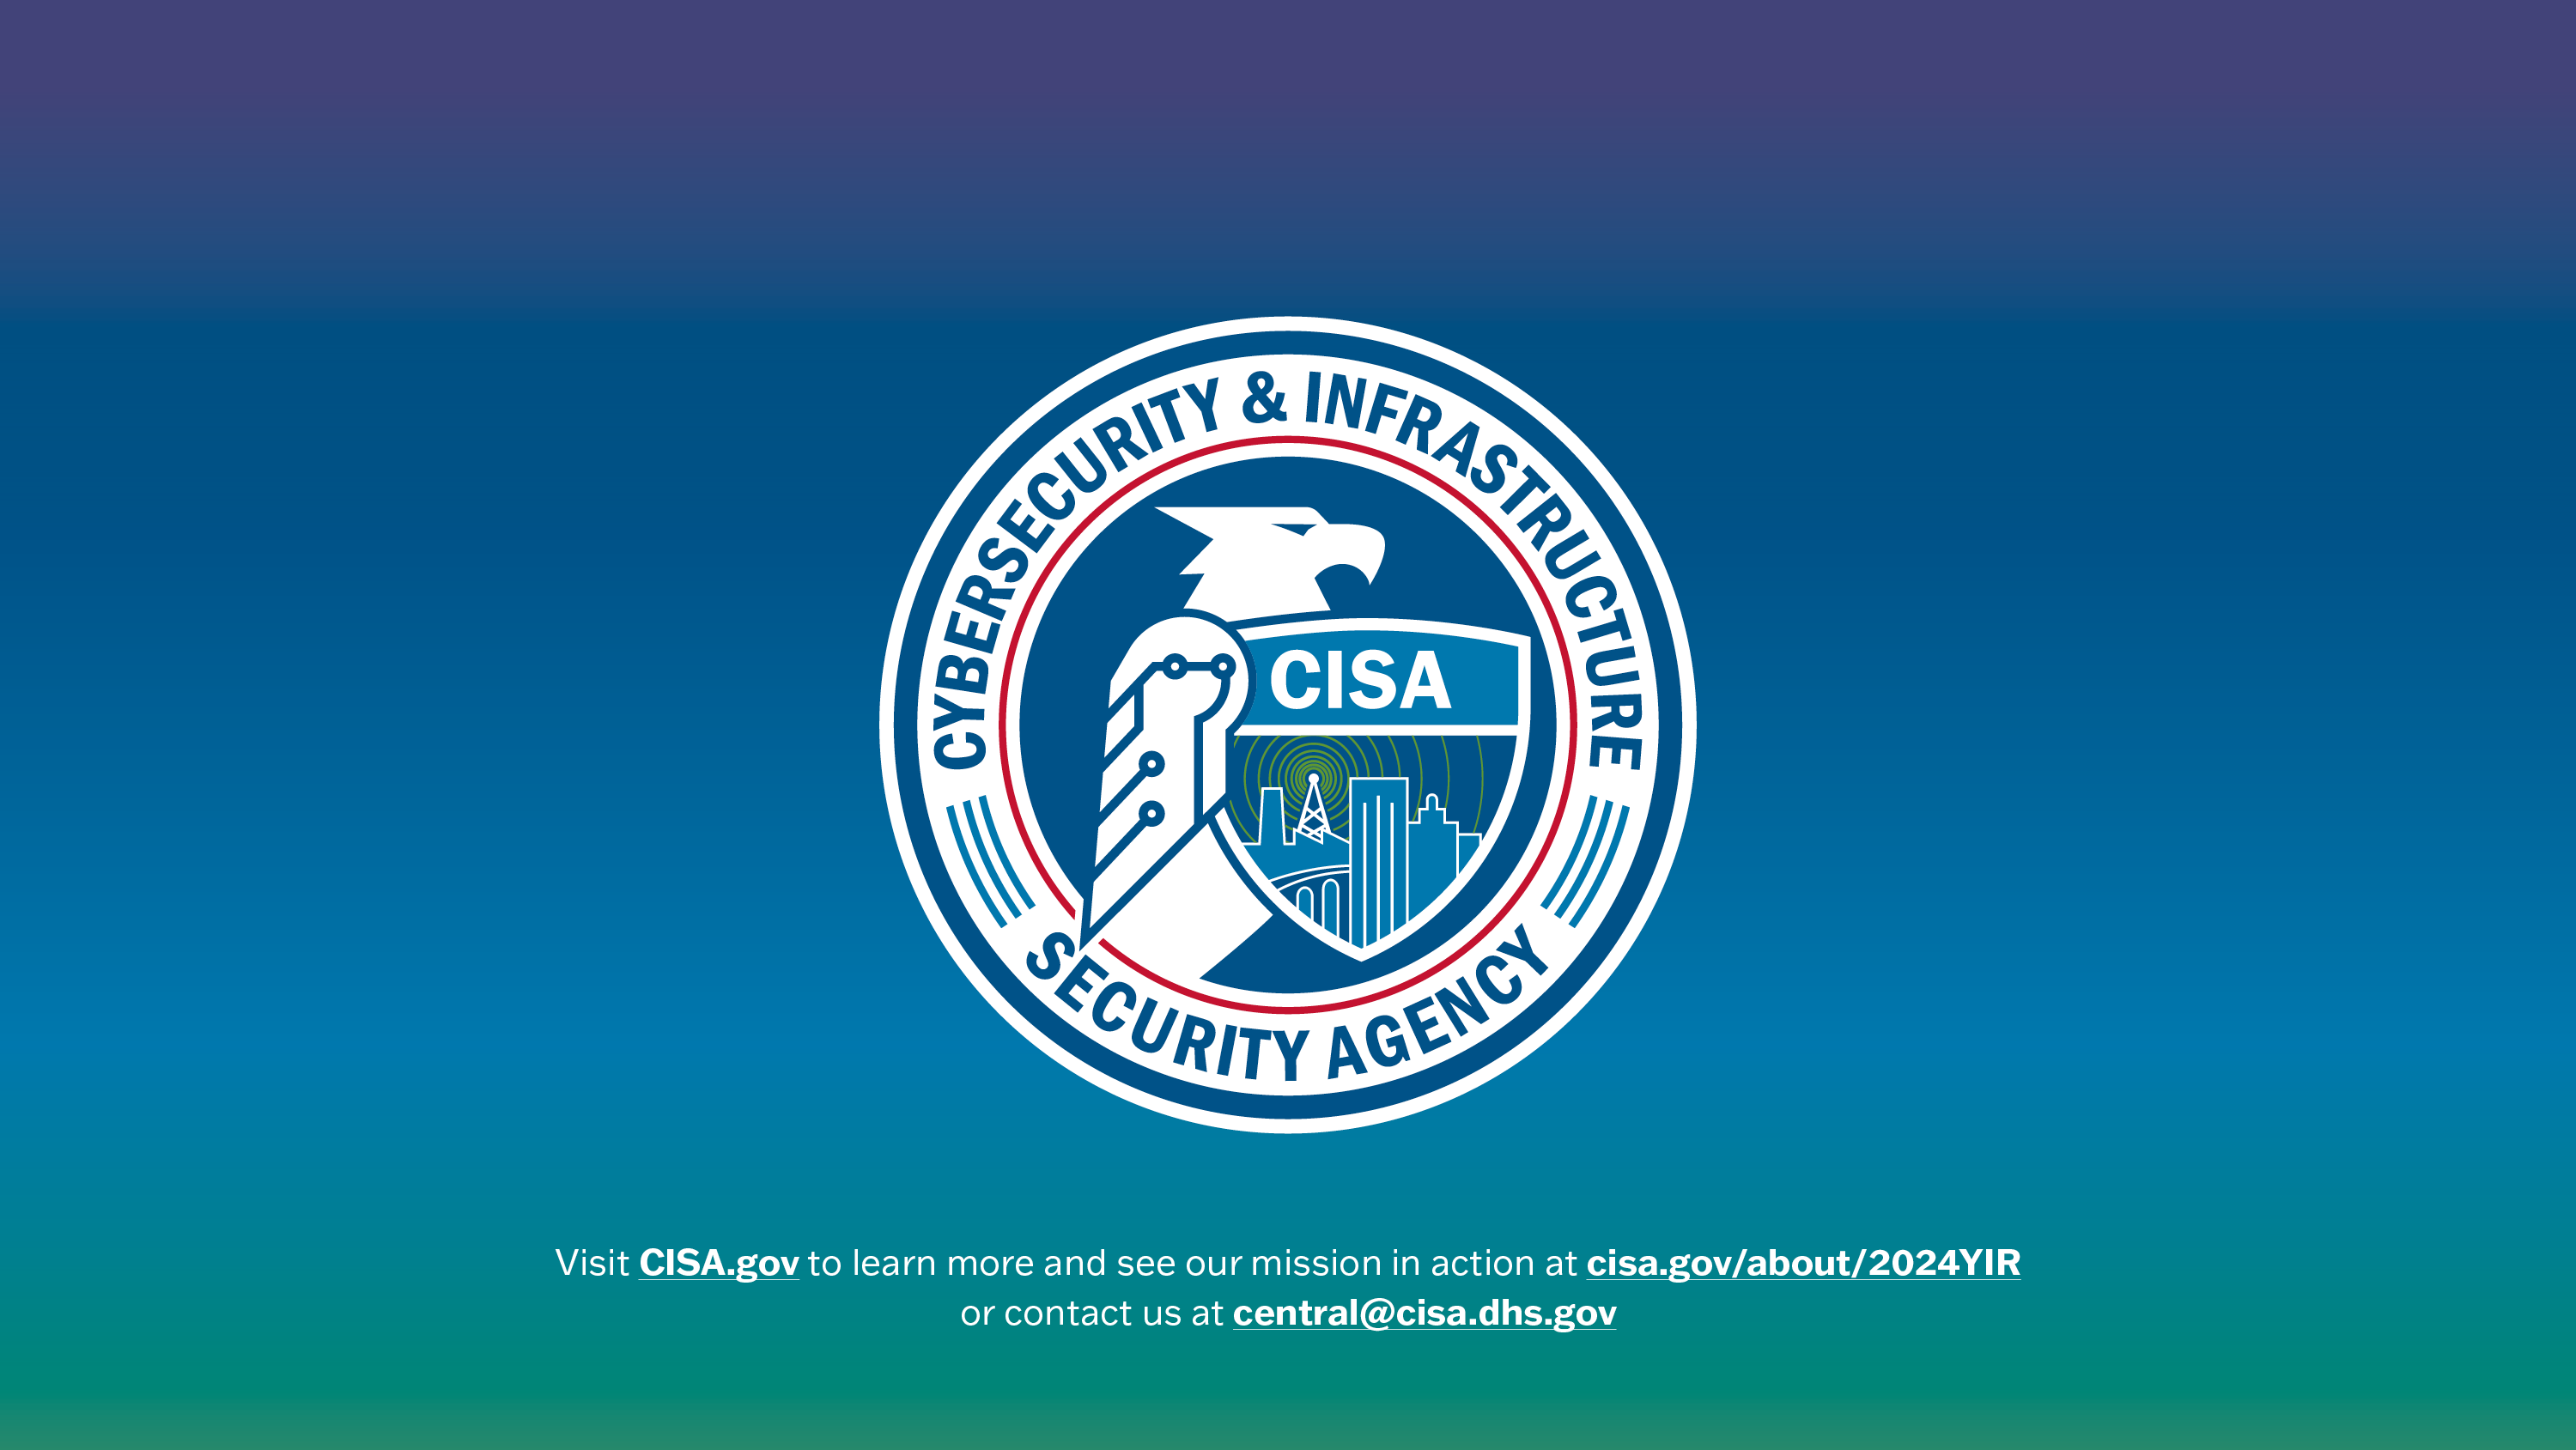 CYBERSECURITY & INFRASTRUCTURE
SECURITY AGENCY
CISA
Visit CISA.gov to learn more and see our mission in action at cisa.gov/about/2024YIR
or contact us at central@cisa.dhs.gov